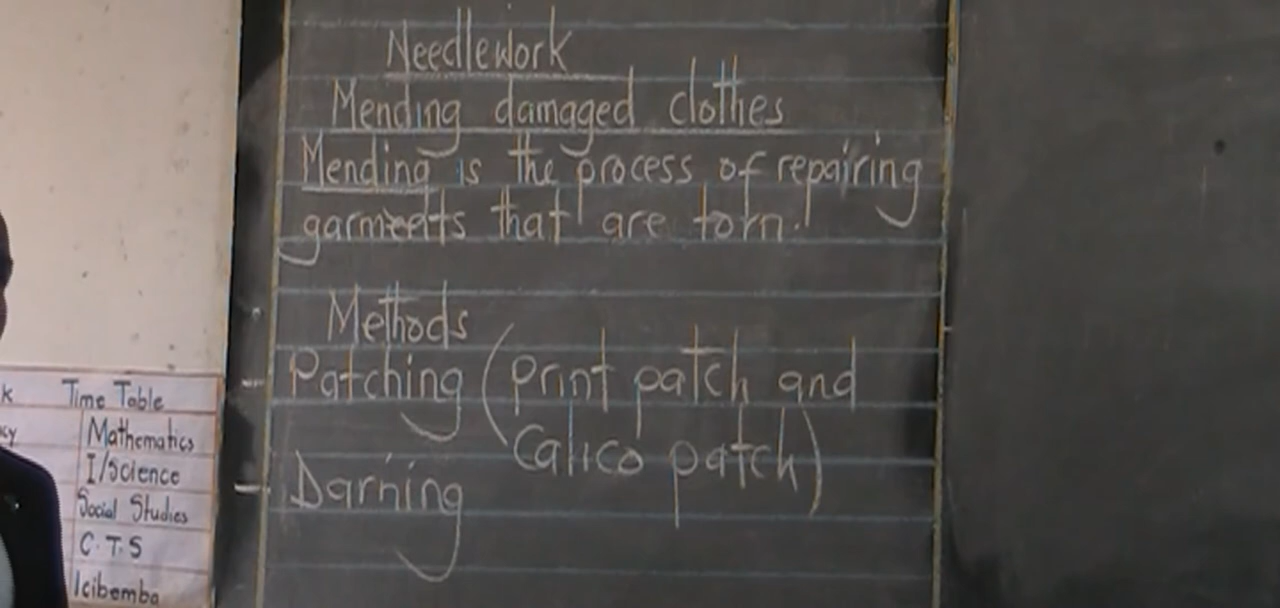 Needlework
Mending damaged clothes
Mending is the process of repairing
garments that are torn.
Methods
Patching (print patch and
Calico patch)
Darning
Time Table
Mathematics
I/Science
Social Studies
C.T.S
Icibemba